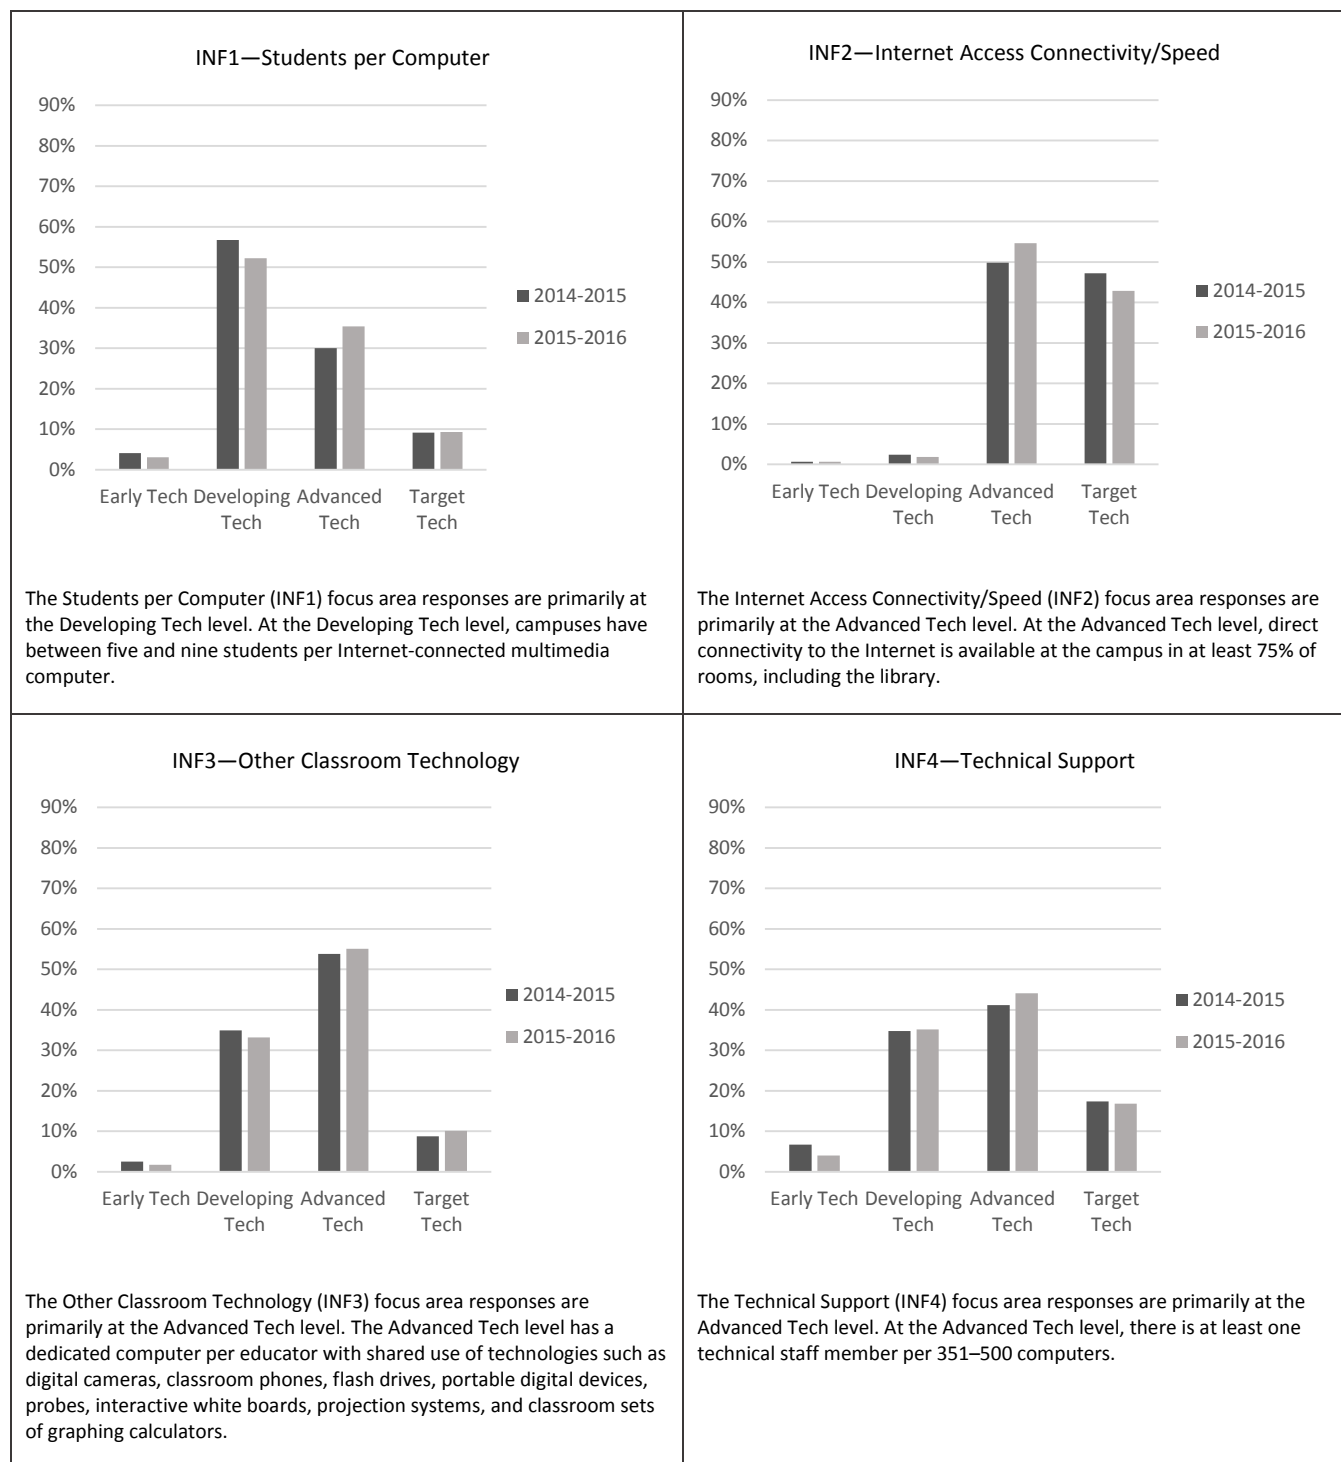 INF1—Students per Computer
90%
80%
70%
60%
50%
40%
30%
20%
10%
0%
Early Tech Developing Advanced Target
Tech Tech Tech
2014-2015
2015-2016
The Students per Computer (INF1) focus area responses are primarily at
the Developing Tech level. At the Developing Tech level, campuses have
between five and nine students per Internet-connected multimedia
computer.
INF2—Internet Access Connectivity/Speed
90%
80%
70%
60%
50%
40%
30%
20%
10%
0%
Early Tech Developing Advanced Target
Tech Tech Tech
2014-2015
2015-2016
The Internet Access Connectivity/Speed (INF2) focus area responses are
primarily at the Advanced Tech level. At the Advanced Tech level, direct
connectivity to the Internet is available at the campus in at least 75% of
rooms, including the library.
INF3—Other Classroom Technology
90%
80%
70%
60%
50%
40%
30%
20%
10%
0%
Early Tech Developing Advanced Target
Tech Tech Tech
2014-2015
2015-2016
The Other Classroom Technology (INF3) focus area responses are
primarily at the Advanced Tech level. The Advanced Tech level has a
dedicated computer per educator with shared use of technologies such as
digital cameras, classroom phones, flash drives, portable digital devices,
probes, interactive white boards, projection systems, and classroom sets
of graphing calculators.
INF4—Technical Support
90%
80%
70%
60%
50%
40%
30%
20%
10%
0%
Early Tech Developing Advanced Target
Tech Tech Tech
2014-2015
2015-2016
The Technical Support (INF4) focus area responses are primarily at the
Advanced Tech level. At the Advanced Tech level, there is at least one
technical staff member per 351–500 computers.